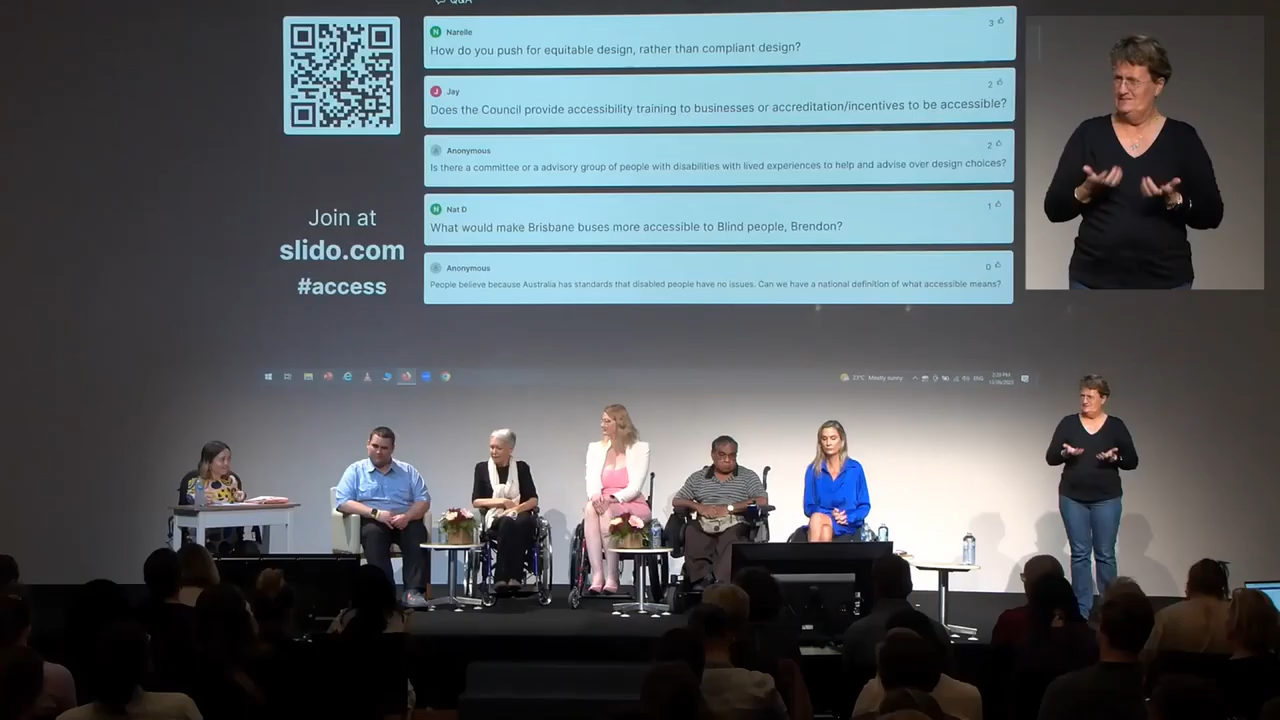 Q&A
Narelle
3
How do you push for equitable design, rather than compliant design?
Jay
2
Does the Council provide accessibility training to businesses or accreditation/incentives to be accessible?
Anonymous
2
Is there a committee or a advisory group of people with disabilities with lived experiences to help and advise over design choices?
Nat D
1
What would make Brisbane buses more accessible to Blind people, Brendon?
Anonymous
0
People believe because Australia has standards that disabled people have no issues. Can we have a national definition of what accessible means?
Join at
slido.com
#access
23°C Mostly sunny
ENG